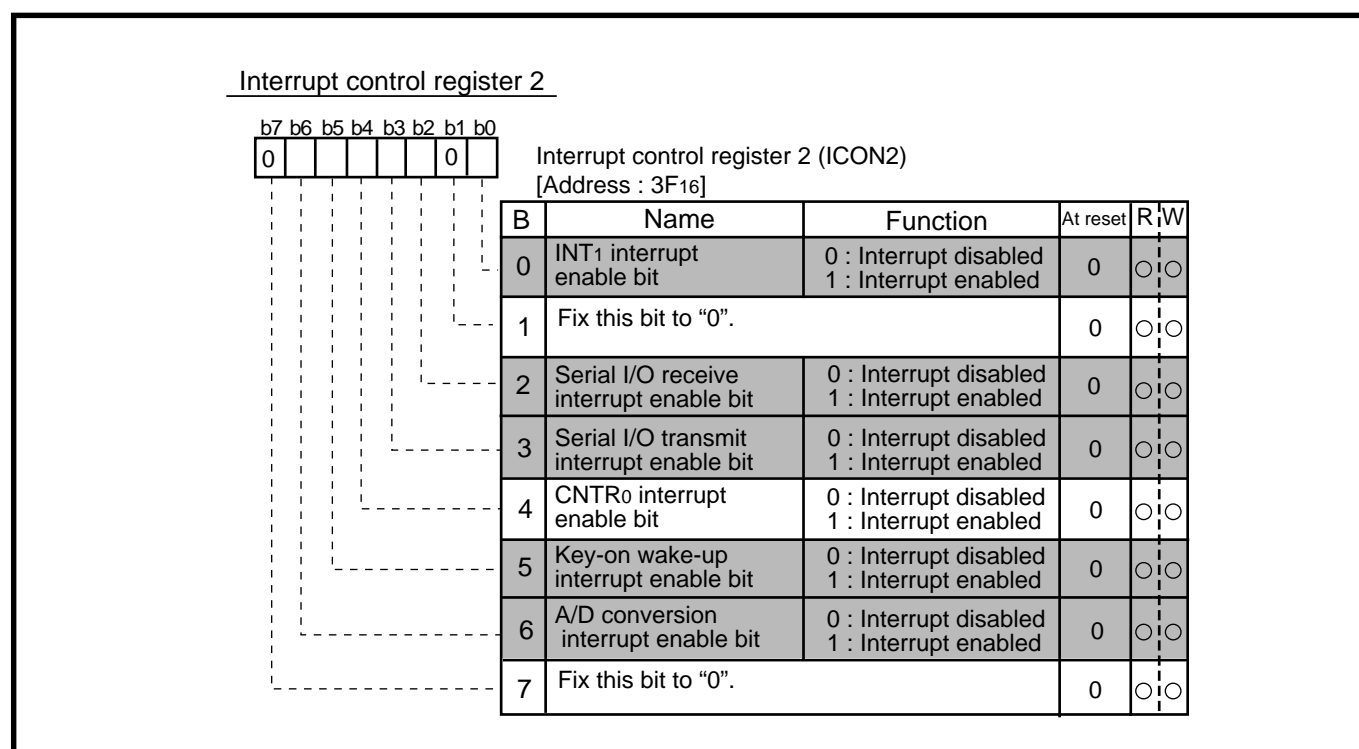 Interrupt control register 2
b7 b6 b5 b4 b3 b2 b1 b0
0 0
Interrupt control register 2 (ICON2)
[Address : 3F16]
B Name Function At reset R W
0 INT1 interrupt enable bit 0 : Interrupt disabled 1 : Interrupt enabled 0 ○ ○
1 Fix this bit to “0”. 0 ○ ○
2 Serial I/O receive interrupt enable bit 0 : Interrupt disabled 1 : Interrupt enabled 0 ○ ○
3 Serial I/O transmit interrupt enable bit 0 : Interrupt disabled 1 : Interrupt enabled 0 ○ ○
4 CNTR0 interrupt enable bit 0 : Interrupt disabled 1 : Interrupt enabled 0 ○ ○
5 Key-on wake-up interrupt enable bit 0 : Interrupt disabled 1 : Interrupt enabled 0 ○ ○
6 A/D conversion interrupt enable bit 0 : Interrupt disabled 1 : Interrupt enabled 0 ○ ○
7 Fix this bit to “0”. 0 ○ ○